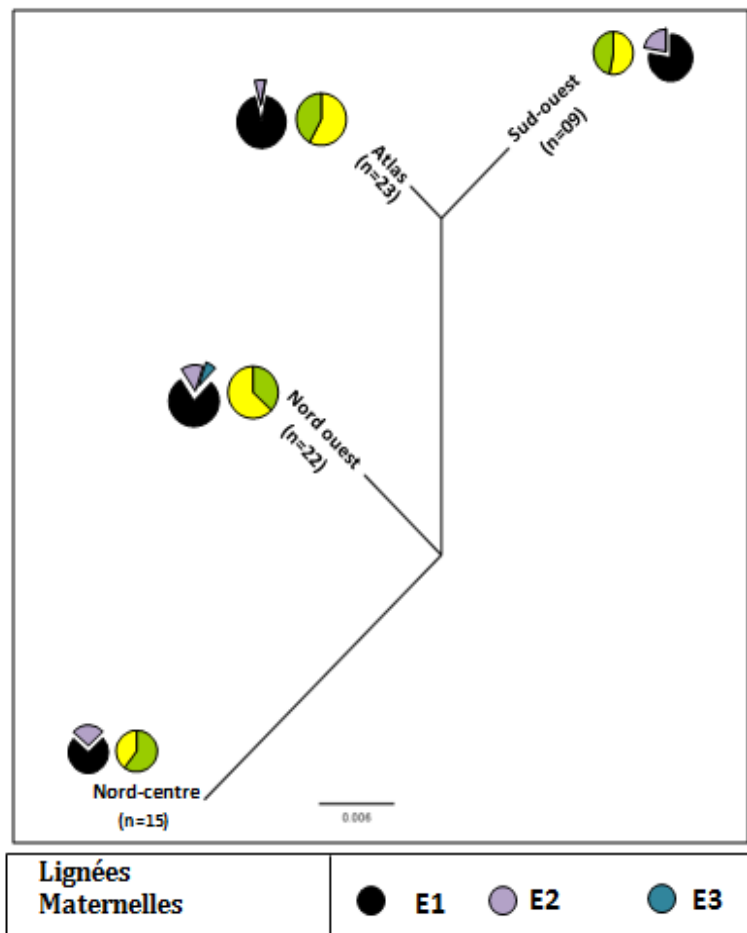 Sud-ouest
(n=09)
Atlas
(n=23)
Nord ouest
(n=22)
Nord-centre
(n=15)
0.006
Lignées
Maternelles
E1 E2 E3